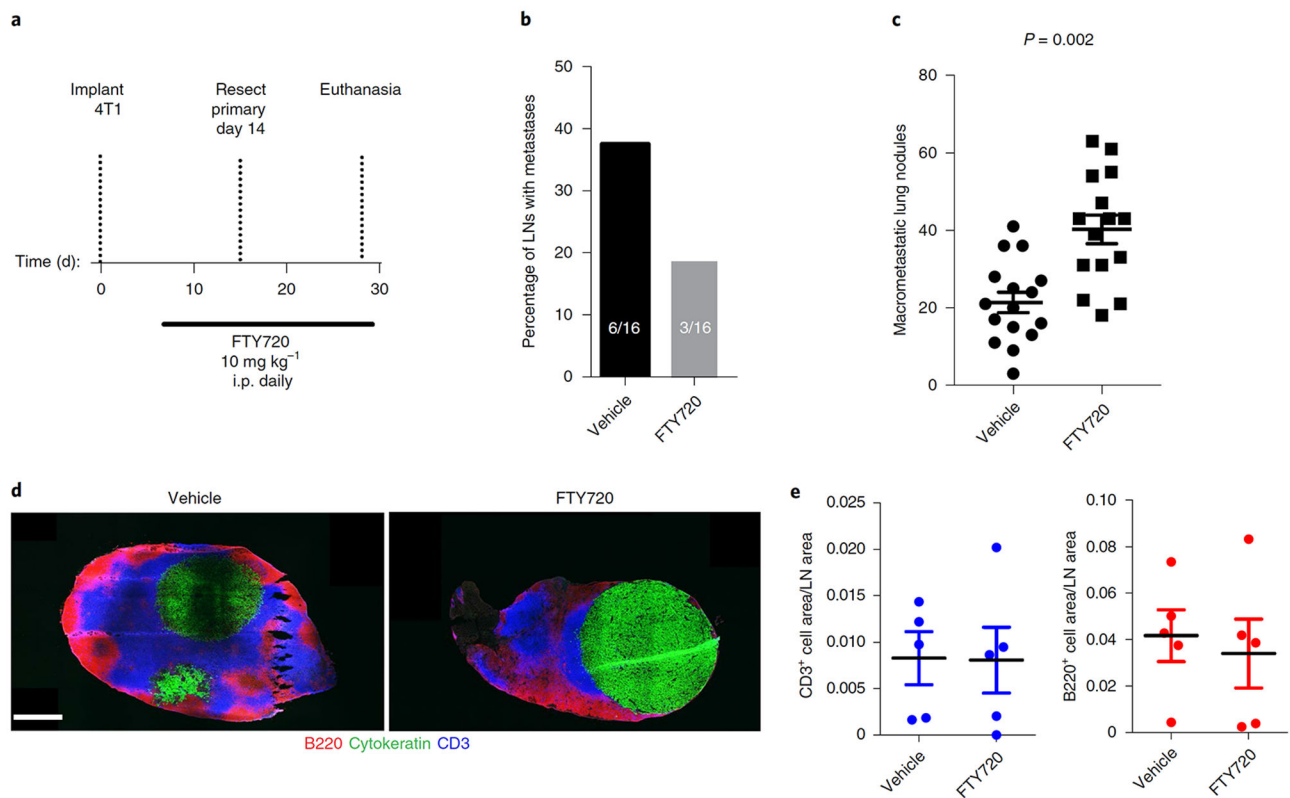 a
Implant
4T1
Resect
primary
day 14
Euthanasia
Time (d):
0
10
20
30
FTY720
10 mg kg⁻¹
i.p. daily
b
Percentage of LNs with metastases
50
40
30
20
10
0
6/16
3/16
Vehicle
FTY720
c
P = 0.002
Macrometastatic lung nodules
80
60
40
20
0
Vehicle
FTY720
d
Vehicle
FTY720
B220 Cytokeratin CD3
e
CD3⁺ cell area/LN area
0.025
0.020
0.015
0.010
0.005
0
Vehicle
FTY720
B220⁺ cell area/LN area
0.10
0.08
0.06
0.04
0.02
0
Vehicle
FTY720